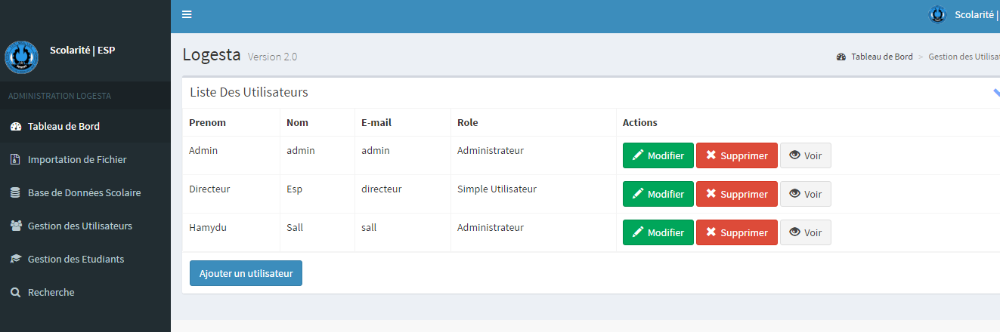 Scolarité |
Scolarité | ESP
ADMINISTRATION LOGESTA
Tableau de Bord
Importation de Fichier
Base de Données Scolaire
Gestion des Utilisateurs
Gestion des Etudiants
Recherche
Logesta Version 2.0
Tableau de Bord > Gestion des Utilisat
Liste Des Utilisateurs
Prenom Nom E-mail Role Actions
Admin admin admin Administrateur Modifier Supprimer Voir
Directeur Esp directeur Simple Utilisateur Modifier Supprimer Voir
Hamydu Sall sall Administrateur Modifier Supprimer Voir
Ajouter un utilisateur